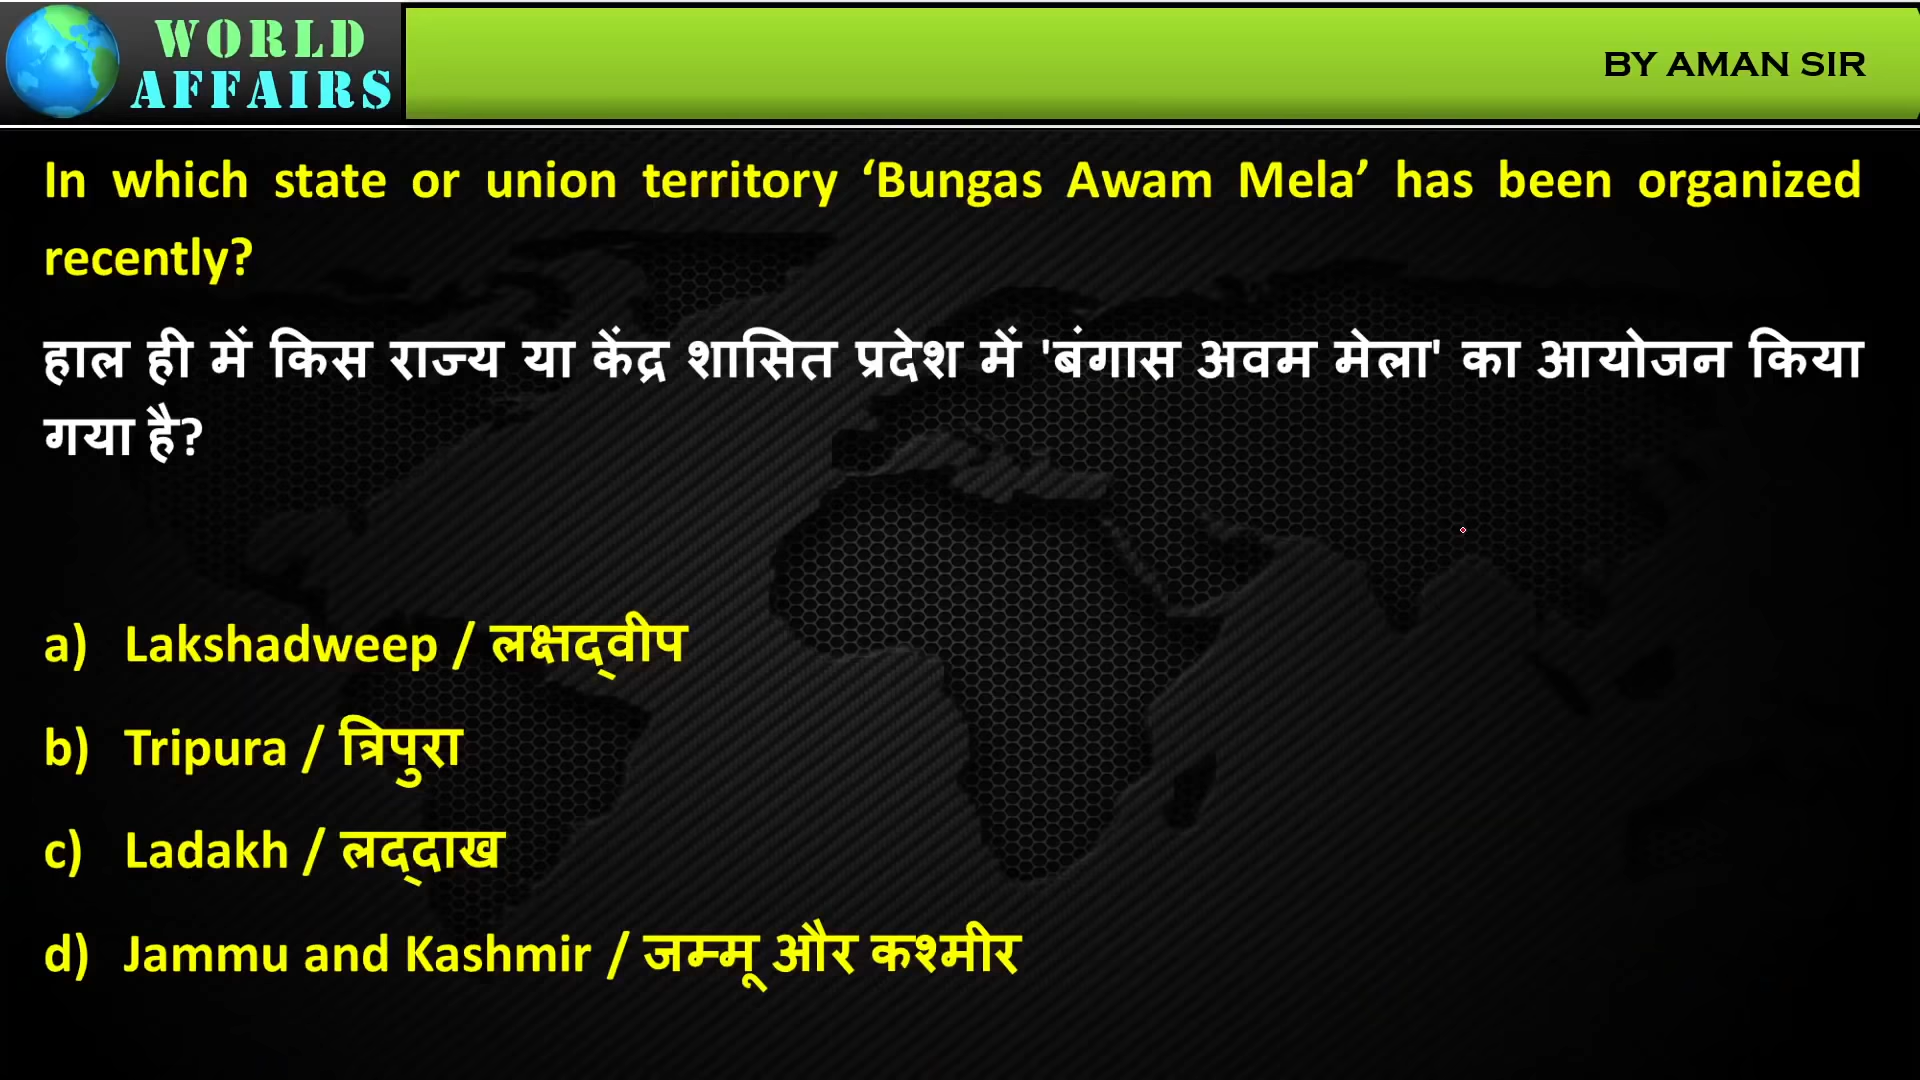 WORLD
AFFAIRS
BY AMAN SIR
In which state or union territory ‘Bungas Awam Mela’ has been organized
recently?
हाल ही में किस राज्य या केंद्र शासित प्रदेश में 'बंगास अवम मेला' का आयोजन किया
गया है?
a) Lakshadweep / लक्षद्वीप
b) Tripura / त्रिपुरा
c) Ladakh / लद्दाख
d) Jammu and Kashmir / जम्मू और कश्मीर